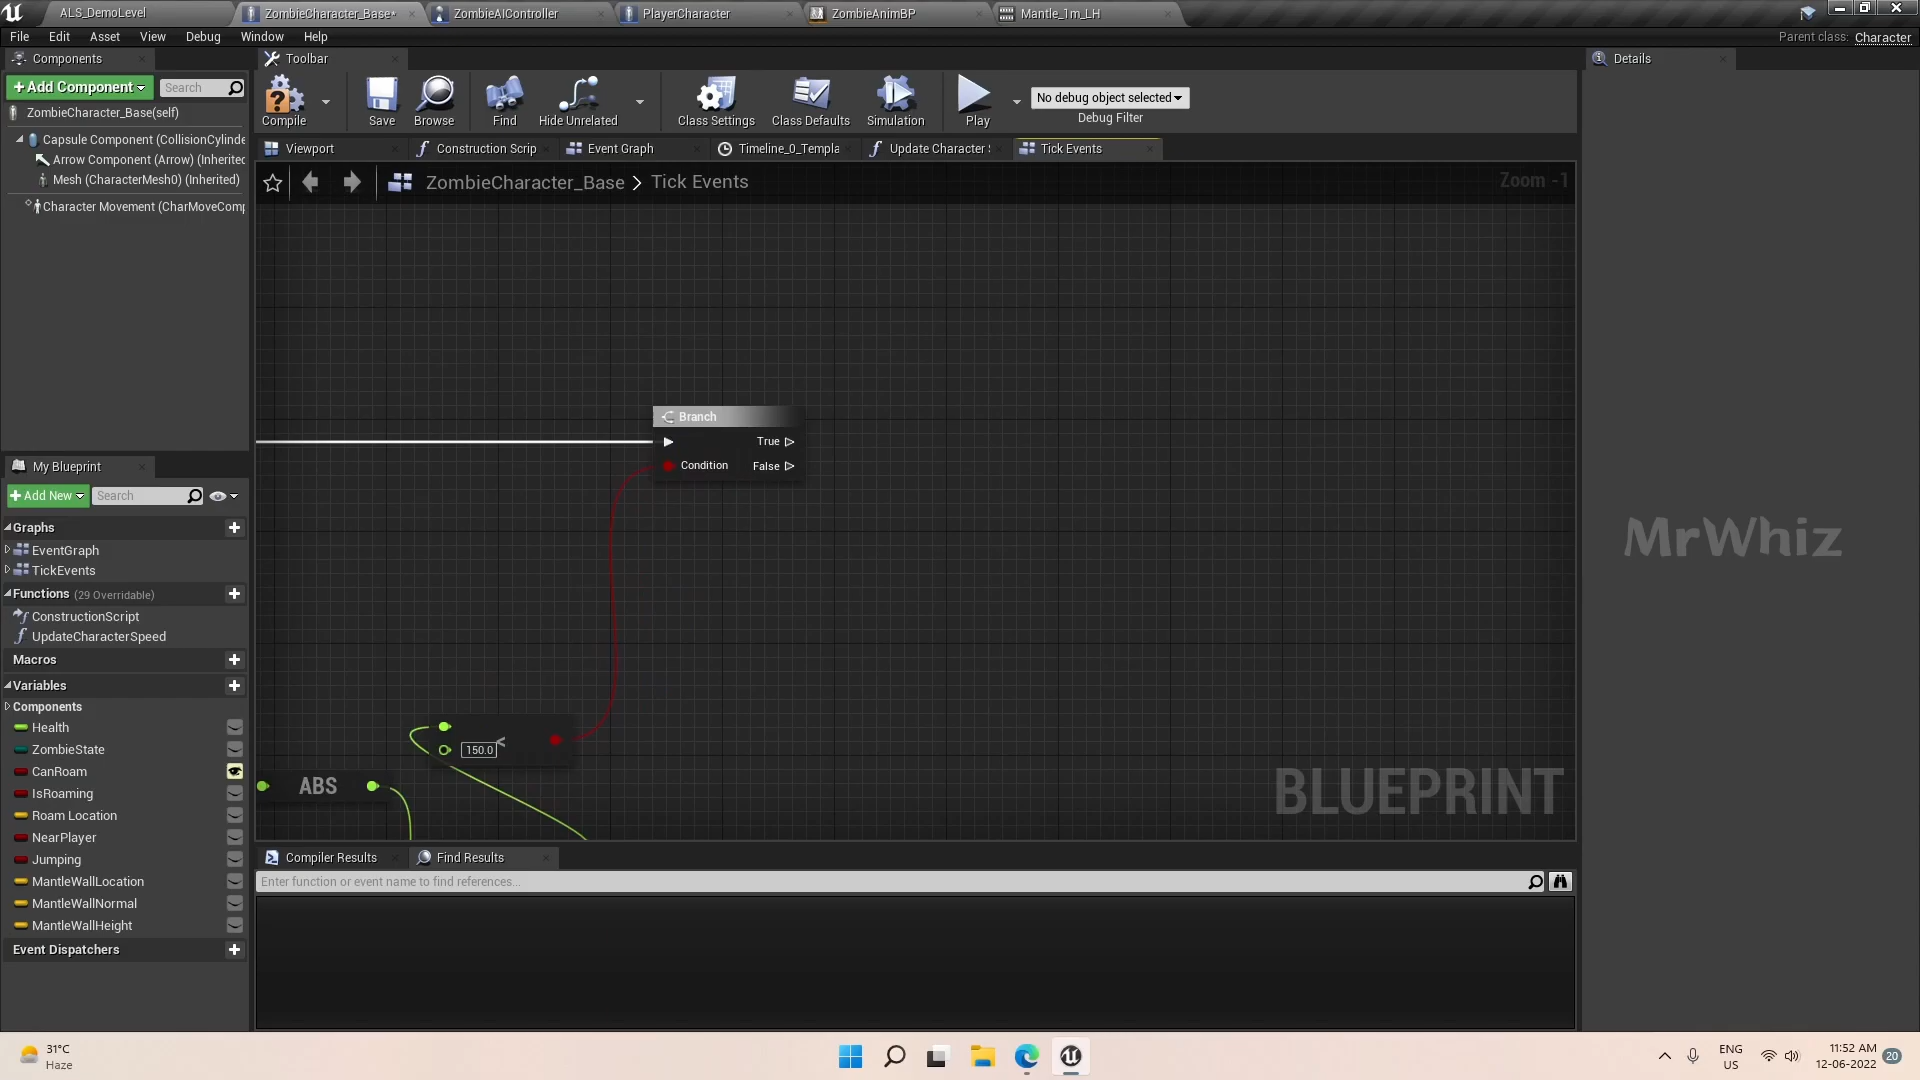 ALS_DemoLevel
ZombieCharacter_Base*
ZombieAIController
PlayerCharacter
ZombieAnimBP
Mantle_1m_LH
File
Edit
Asset
View
Debug
Window
Help
Parent class: Character
Components
Toolbar
Details
+ Add Component
Search
ZombieCharacter_Base(self)
Capsule Component (CollisionCylinde
Arrow Component (Arrow) (Inherited
Mesh (CharacterMesh0) (Inherited)
Character Movement (CharMoveComp
Compile
Save
Browse
Find
Hide Unrelated
Class Settings
Class Defaults
Simulation
Play
No debug object selected
Debug Filter
Viewport
Construction Scrip
Event Graph
Timeline_0_Templa
Update Character S
Tick Events
ZombieCharacter_Base > Tick Events
Zoom -1
Branch
True
Condition
False
150.0
<
ABS
BLUEPRINT
MrWhiz
My Blueprint
+ Add New
Search
Graphs
EventGraph
TickEvents
Functions (29 Overridable)
ConstructionScript
UpdateCharacterSpeed
Macros
Variables
Components
Health
ZombieState
CanRoam
IsRoaming
Roam Location
NearPlayer
Jumping
MantleWallLocation
MantleWallNormal
MantleWallHeight
Event Dispatchers
Compiler Results
Find Results
Enter function or event name to find references...
31°C
Haze
ENG
US
11:52 AM
12-06-2022
20